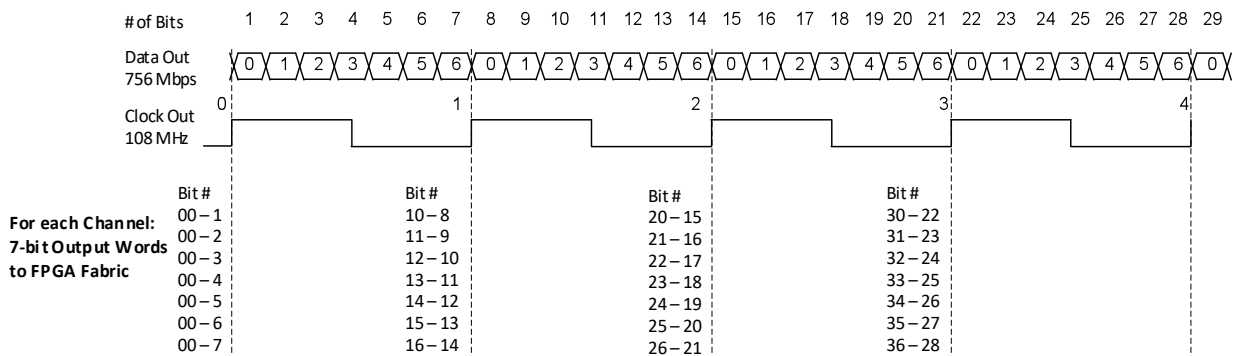 # of Bits 1 2 3 4 5 6 7 8 9 10 11 12 13 14 15 16 17 18 19 20 21 22 23 24 25 26 27 28 29
Data Out
756 Mbps
0 1 2 3 4 5 6 0 1 2 3 4 5 6 0 1 2 3 4 5 6 0 1 2 3 4 5 6 0
0 1 2 3 4
Clock Out
108 MHz
For each Channel:
7-bit Output Words
to FPGA Fabric
Bit #
00 – 1
00 – 2
00 – 3
00 – 4
00 – 5
00 – 6
00 – 7
Bit #
10 – 8
11 – 9
12 – 10
13 – 11
14 – 12
15 – 13
16 – 14
Bit #
20 – 15
21 – 16
22 – 17
23 – 18
24 – 19
25 – 20
26 – 21
Bit #
30 – 22
31 – 23
32 – 24
33 – 25
34 – 26
35 – 27
36 – 28